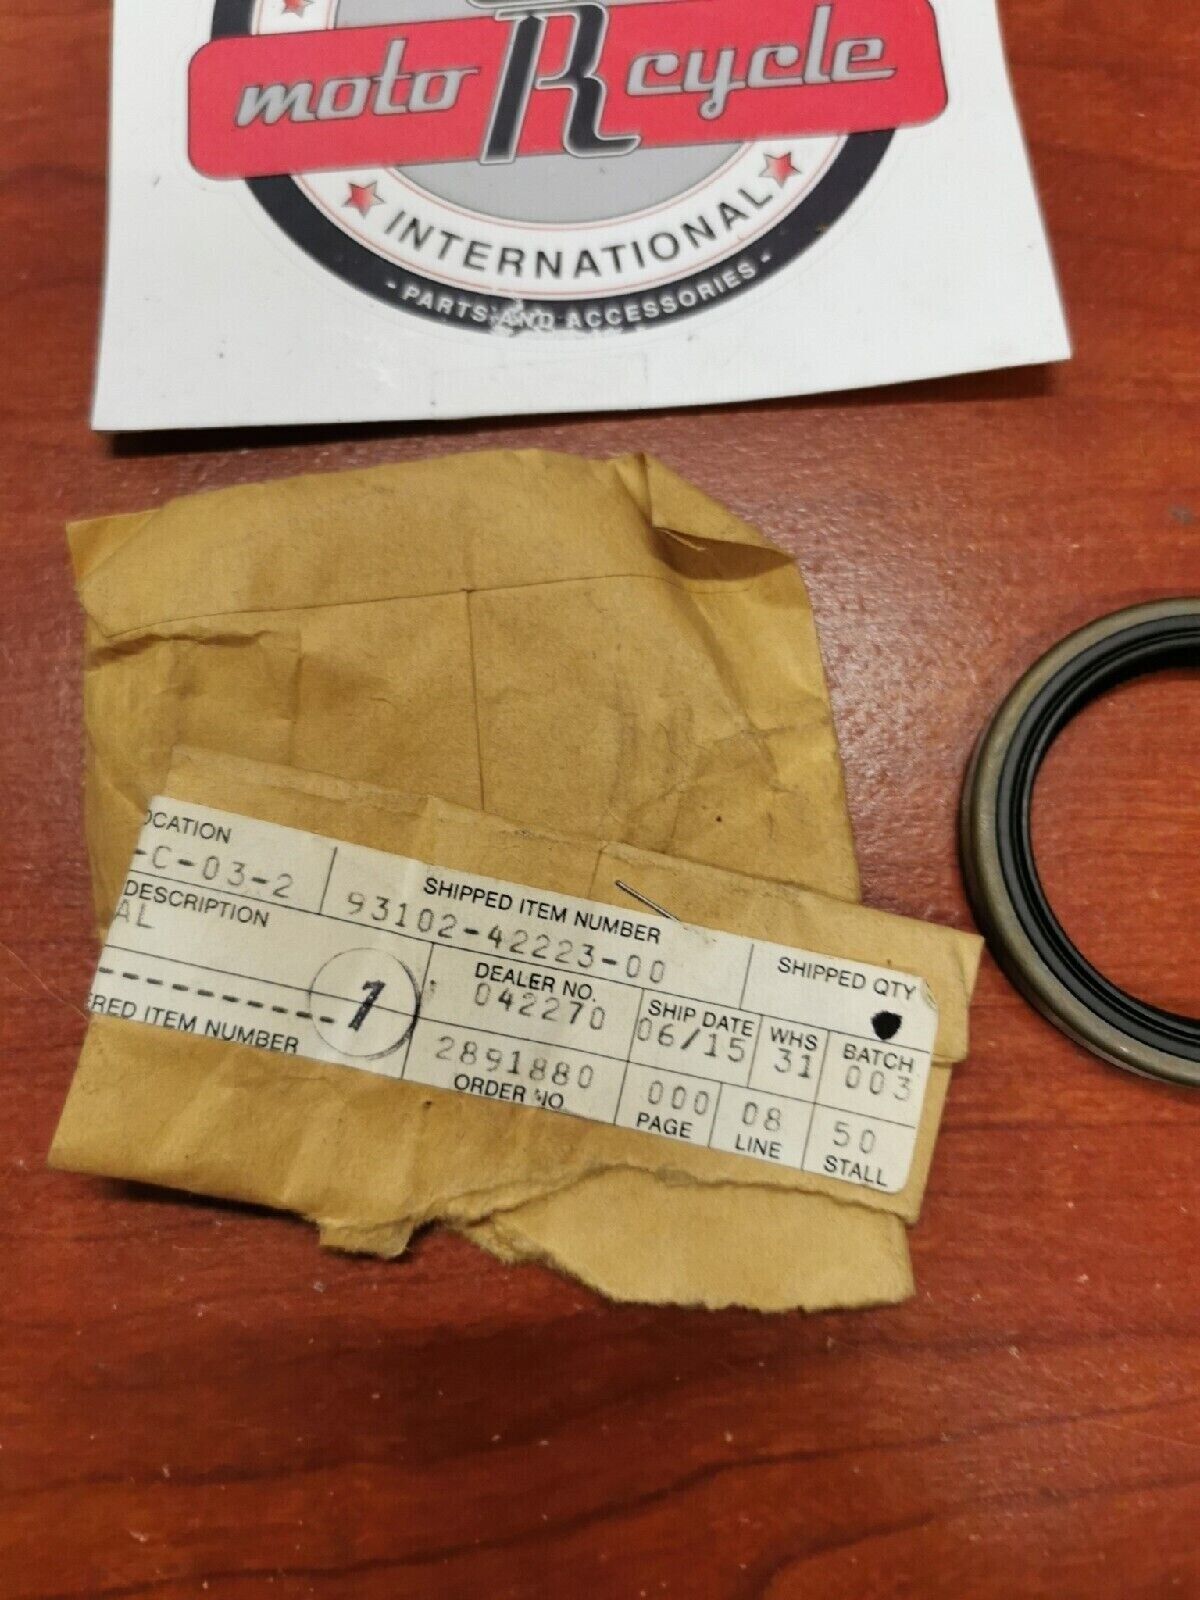 moto R cycle
INTERNATIONAL
- PARTS AND ACCESSORIES -
OCATION
-C-03-2
SHIPPED ITEM NUMBER
93102-42223-00
SHIPPED QTY
DESCRIPTION
AL
DEALER NO.
042270
SHIP DATE
06/15
WHS
31
BATCH
003
1
ERED ITEM NUMBER
2891880
ORDER NO
000
PAGE
08
LINE
50
STALL